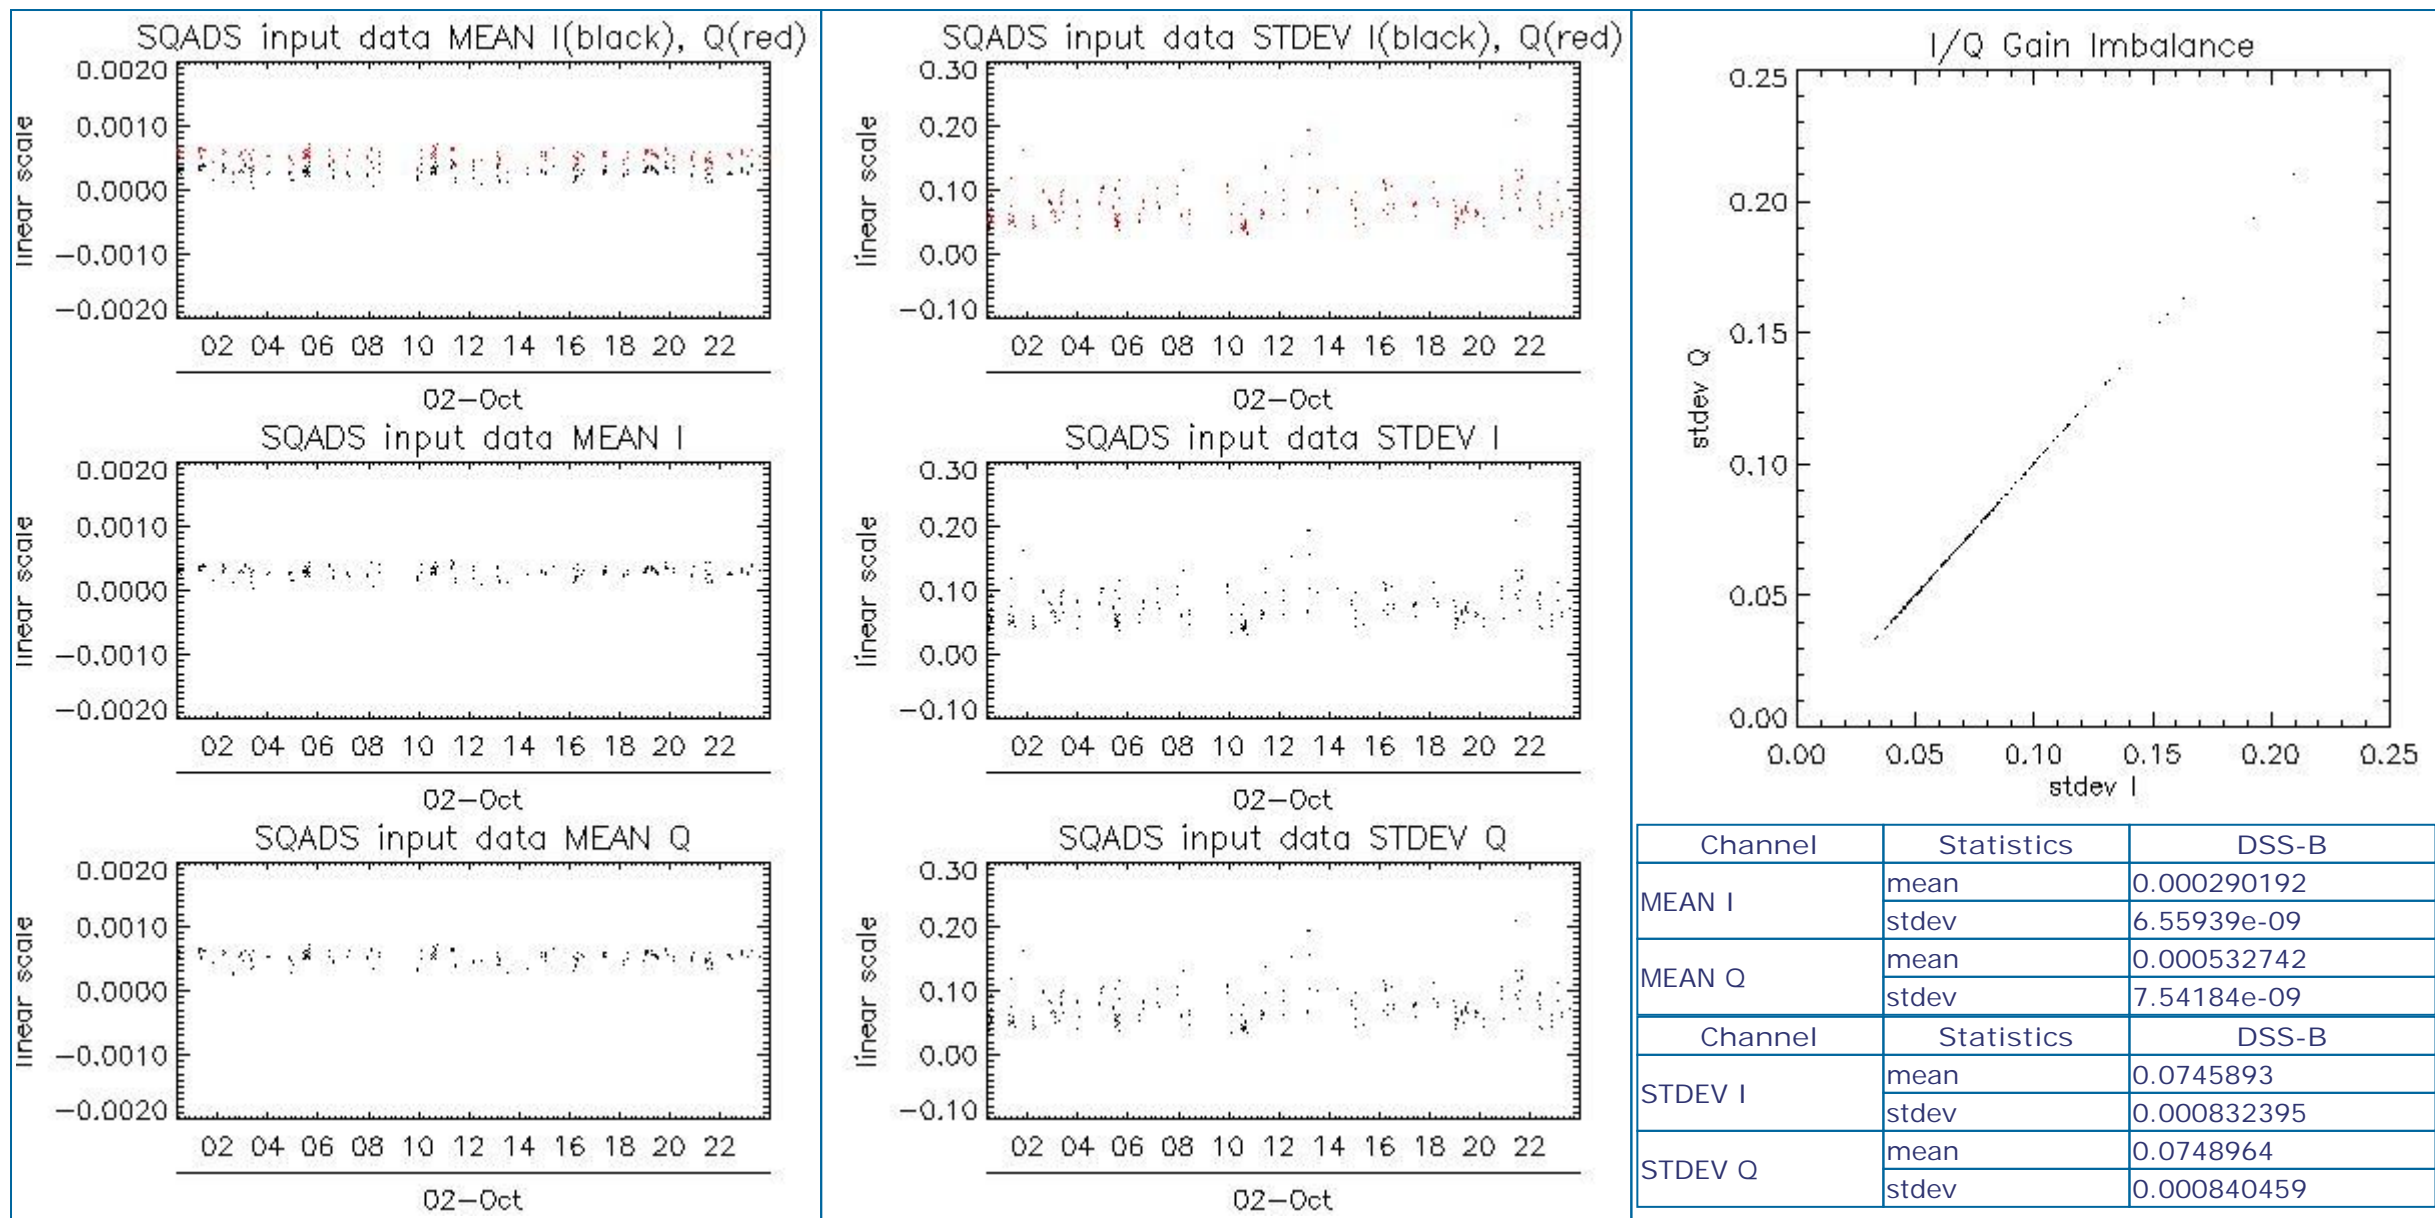 SQADS input data MEAN I(black), Q(red)
0.0020
0.0010
0.0000
-0.0010
-0.0020
linear scale
02 04 06 08 10 12 14 16 18 20 22
02-Oct
SQADS input data MEAN I
0.0020
0.0010
0.0000
-0.0010
-0.0020
linear scale
02 04 06 08 10 12 14 16 18 20 22
02-Oct
SQADS input data MEAN Q
0.0020
0.0010
0.0000
-0.0010
-0.0020
linear scale
02 04 06 08 10 12 14 16 18 20 22
02-Oct
SQADS input data STDEV I(black), Q(red)
0.30
0.20
0.10
0.00
-0.10
linear scale
02 04 06 08 10 12 14 16 18 20 22
02-Oct
SQADS input data STDEV I
0.30
0.20
0.10
0.00
-0.10
linear scale
02 04 06 08 10 12 14 16 18 20 22
02-Oct
SQADS input data STDEV Q
0.30
0.20
0.10
0.00
-0.10
linear scale
02 04 06 08 10 12 14 16 18 20 22
02-Oct
I/Q Gain Imbalance
0.25
0.20
0.15
0.10
0.05
0.00
stdev Q
0.00 0.05 0.10 0.15 0.20 0.25
stdev I
Channel Statistics DSS-B
MEAN I mean 0.000290192
stdev 6.55939e-09
MEAN Q mean 0.000532742
stdev 7.54184e-09
Channel Statistics DSS-B
STDEV I mean 0.0745893
stdev 0.000832395
STDEV Q mean 0.0748964
stdev 0.000840459